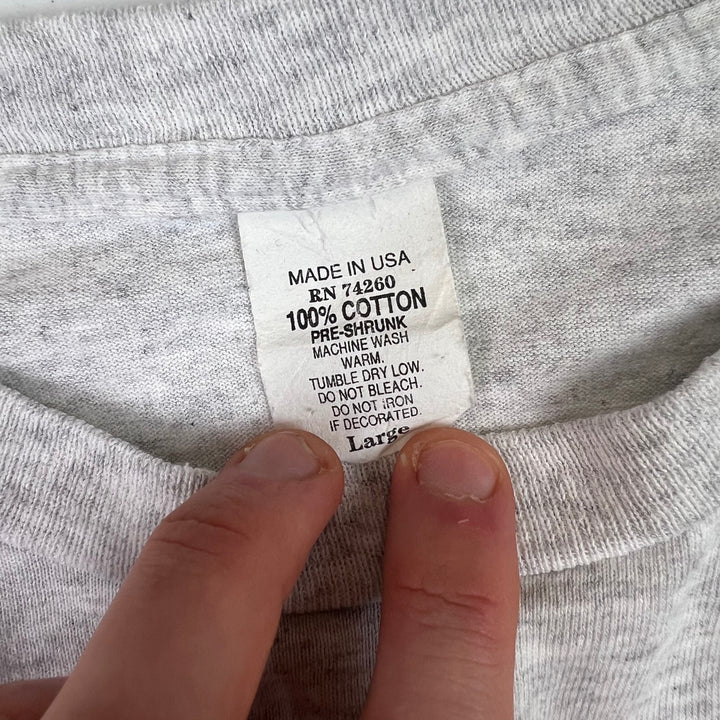 MADE IN USA
RN 74260
100% COTTON
PRE-SHRUNK
MACHINE WASH
WARM.
TUMBLE DRY LOW.
DO NOT BLEACH.
DO NOT IRON
IF DECORATED.
Large